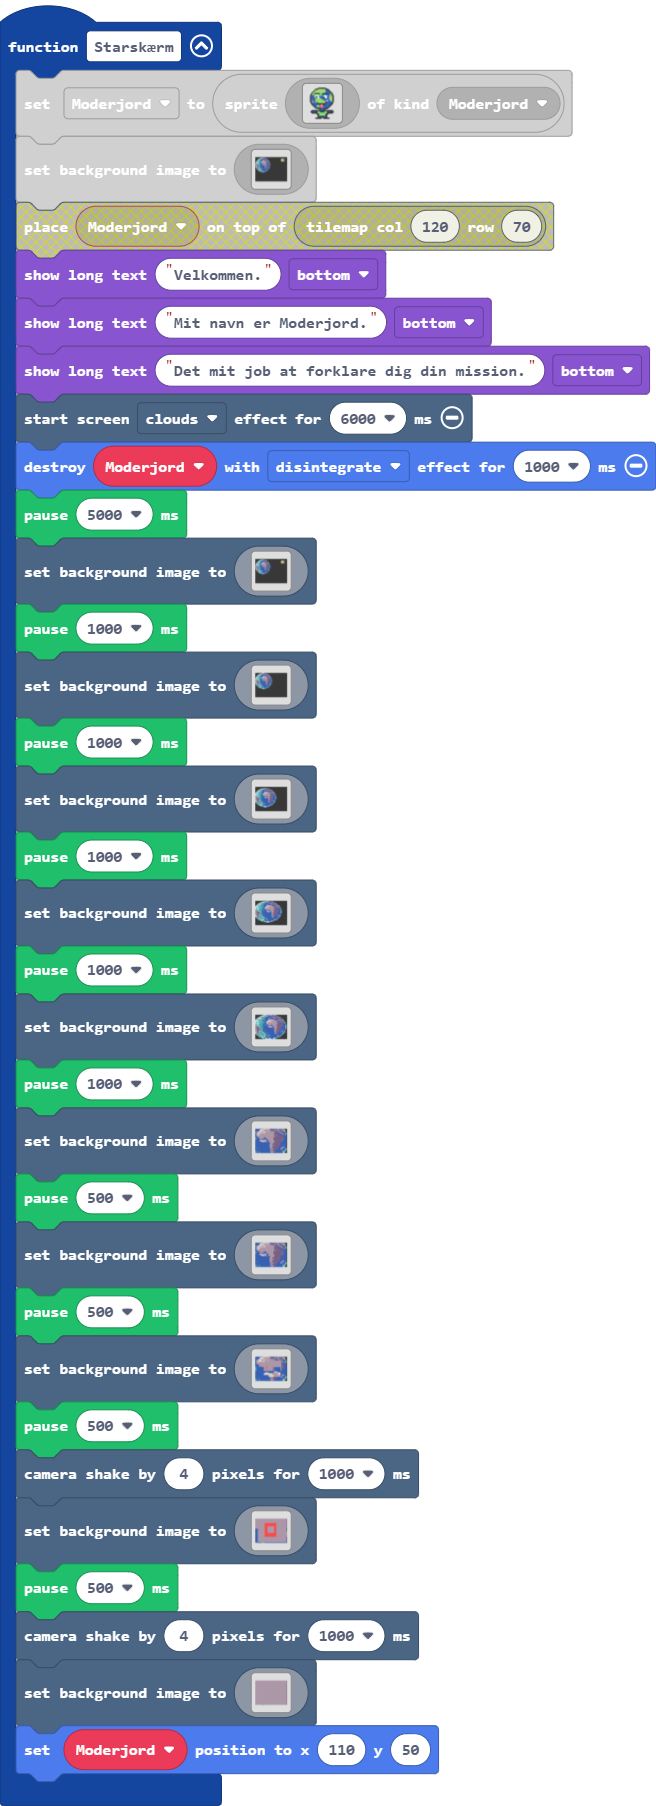 function Starskærm
set Moderjord to sprite of kind Moderjord
set background image to
place Moderjord on top of tilemap col 120 row 70
show long text "Velkommen." bottom
show long text "Mit navn er Moderjord." bottom
show long text "Det mit job at forklare dig din mission." bottom
start screen clouds effect for 6000 ms
destroy Moderjord with disintegrate effect for 1000 ms
pause 5000 ms
set background image to
pause 1000 ms
set background image to
pause 1000 ms
set background image to
pause 1000 ms
set background image to
pause 1000 ms
set background image to
pause 1000 ms
set background image to
pause 500 ms
set background image to
pause 500 ms
set background image to
pause 500 ms
camera shake by 4 pixels for 1000 ms
set background image to
pause 500 ms
camera shake by 4 pixels for 1000 ms
set background image to
set Moderjord position to x 110 y 50